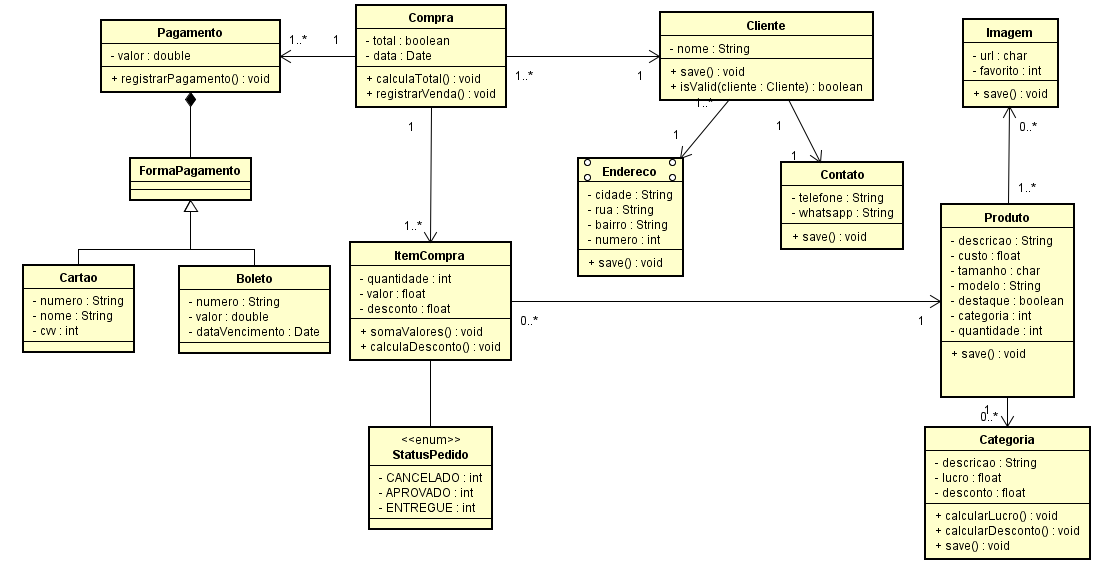 Pagamento
- valor : double
+ registrarPagamento() : void
1..*
1
Compra
- total : boolean
- data : Date
+ calculaTotal() : void
+ registrarVenda() : void
1..*
1
Cliente
- nome : String
+ save() : void
+ isValid(cliente : Cliente) : boolean
Imagem
- url : char
- favorito : int
+ save() : void
0..*
1..*
1..*
1
1
1
Endereco
- cidade : String
- rua : String
- bairro : String
- numero : int
+ save() : void
Contato
- telefone : String
- whatsapp : String
+ save() : void
FormaPagamento
1
1..*
Cartao
- numero : String
- nome : String
- cvv : int
Boleto
- numero : String
- valor : double
- dataVencimento : Date
ItemCompra
- quantidade : int
- valor : float
- desconto : float
+ somaValores() : void
+ calculaDesconto() : void
0..*
1
Produto
- descricao : String
- custo : float
- tamanho : char
- modelo : String
- destaque : boolean
- categoria : int
- quantidade : int
+ save() : void
1
0..*
<<enum>>
StatusPedido
- CANCELADO : int
- APROVADO : int
- ENTREGUE : int
Categoria
- descricao : String
- lucro : float
- desconto : float
+ calcularLucro() : void
+ calcularDesconto() : void
+ save() : void